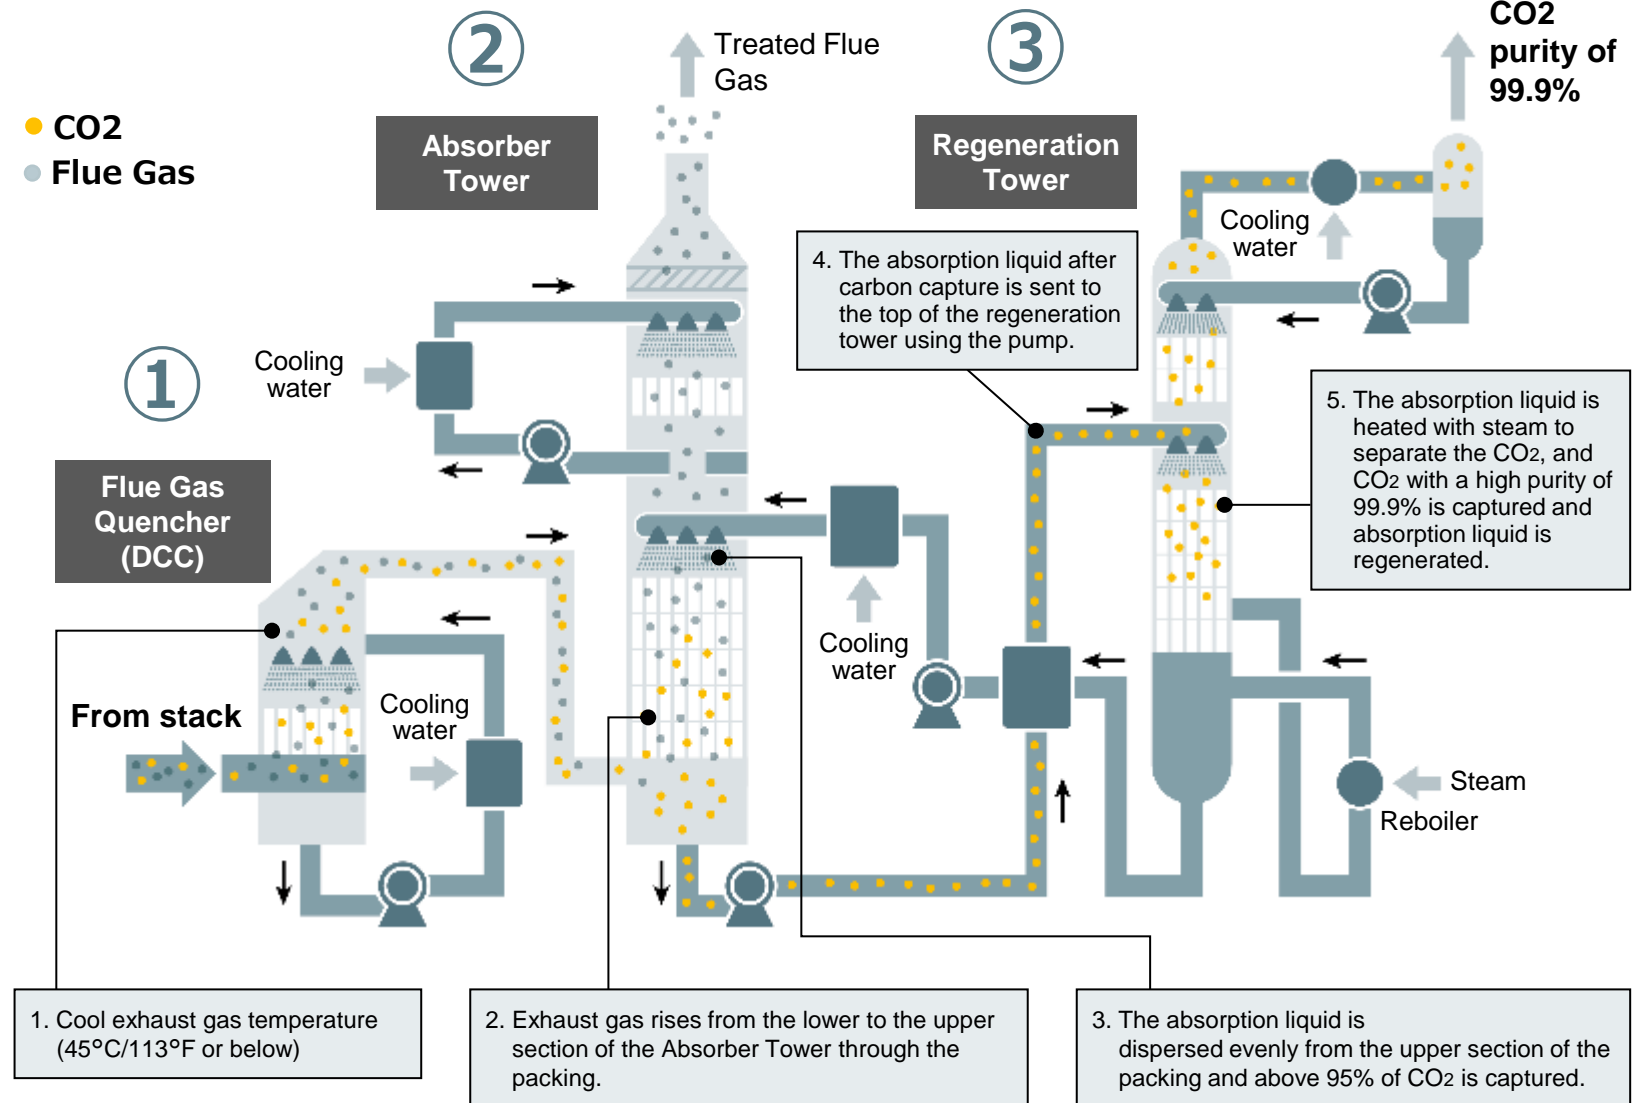 CO2
Flue Gas
①
Flue Gas
Quencher
(DCC)
②
Absorber
Tower
Treated Flue
Gas
③
Regeneration
Tower
CO2
purity of
99.9%
Cooling
water
Cooling
water
Cooling
water
Cooling
water
From stack
Steam
Reboiler
4. The absorption liquid after
carbon capture is sent to
the top of the regeneration
tower using the pump.
5. The absorption liquid is
heated with steam to
separate the CO2, and
CO2 with a high purity of
99.9% is captured and
absorption liquid is
regenerated.
1. Cool exhaust gas temperature
(45°C/113°F or below)
2. Exhaust gas rises from the lower to the upper
section of the Absorber Tower through the
packing.
3. The absorption liquid is
dispersed evenly from the upper section of the
packing and above 95% of CO2 is captured.